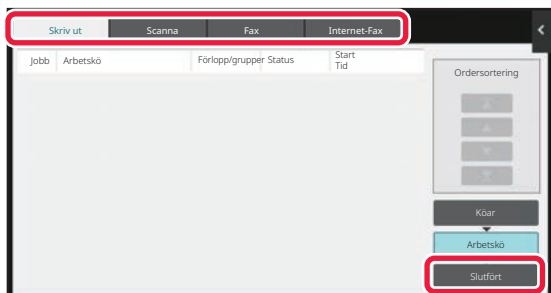 Skriv ut Scanna Fax Internet-Fax
Jobb Arbetskö Förlopp/grupper Status Start
Tid
Ordersortering
Köar
Arbetskö
Slutfört